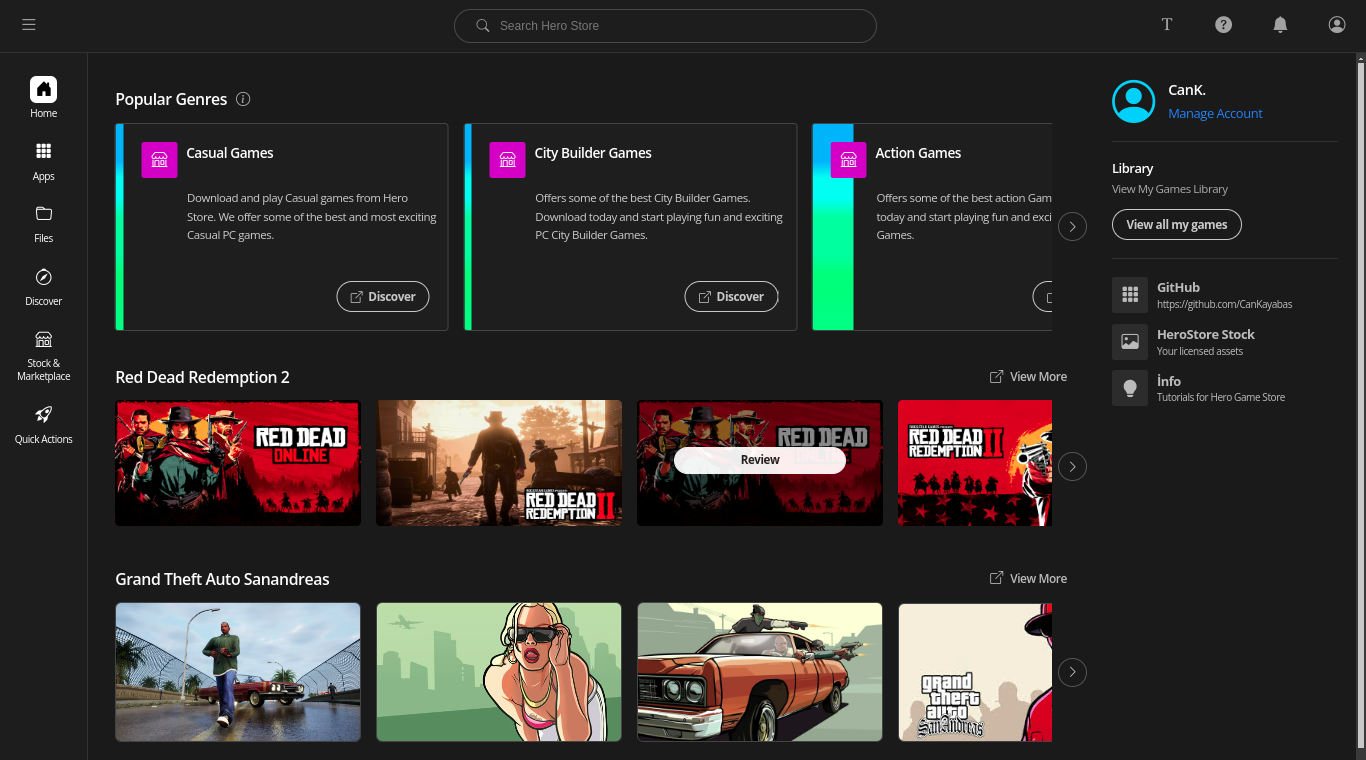 Search Hero Store
T
Home
Apps
Files
Discover
Stock &
Marketplace
Quick Actions
Popular Genres
Casual Games
Download and play Casual games from Hero
Store. We offer some of the best and most exciting
Casual PC games.
Discover
City Builder Games
Offers some of the best City Builder Games.
Download today and start playing fun and exciting
PC City Builder Games.
Discover
Action Games
Offers some of the best action Gam
today and start playing fun and exci
Games.
Red Dead Redemption 2
View More
RED DEAD
ONLINE
RED DEAD
REDEMPTION II
RED DEAD
ONLINE
Review
RED DEAD
REDEMPTION II
Grand Theft Auto Sanandreas
View More
grand
theft
auto
San Andreas
CanK.
Manage Account
Library
View My Games Library
View all my games
GitHub
https://github.com/CanKayabas
HeroStore Stock
Your licensed assets
İnfo
Tutorials for Hero Game Store